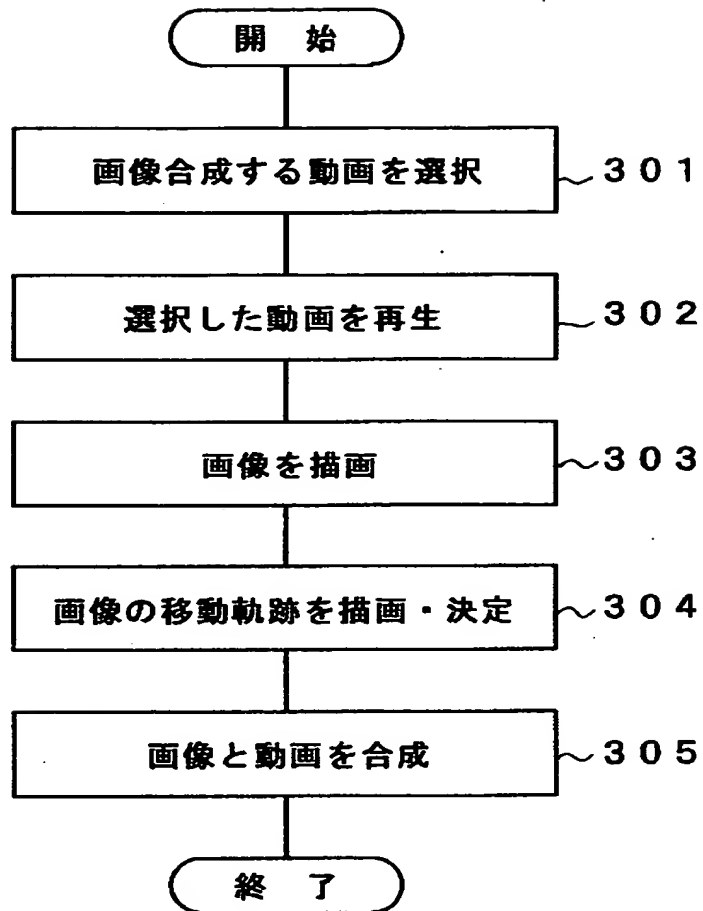 開 始
画像合成する動画を選択 301
選択した動画を再生 302
画像を描画 303
画像の移動軌跡を描画・決定 304
画像と動画を合成 305
終 了